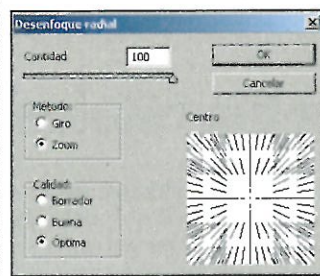 Desenfoque radial
Cantidad 100
OK
Cancelar
Método:
Giro
Zoom
Centro
Calidad:
Borrador
Buena
Óptima